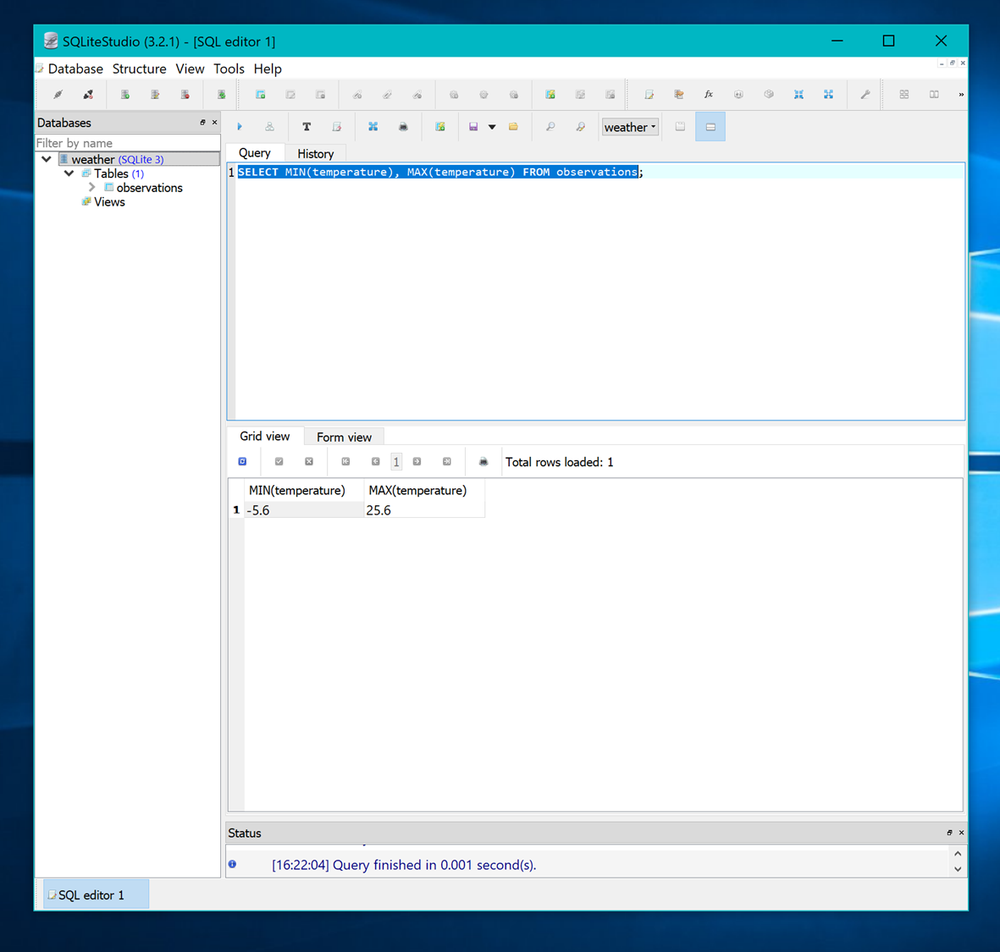 SQLiteStudio (3.2.1) - [SQL editor 1]
Database Structure View Tools Help
fx
»
Databases
Filter by name
weather (SQLite 3)
Tables (1)
observations
Views
T
weather
Query History
1 SELECT MIN(temperature), MAX(temperature) FROM observations;
Grid view Form view
1
Total rows loaded: 1
MIN(temperature) MAX(temperature)
1 -5.6 25.6
Status
[16:22:04] Query finished in 0.001 second(s).
SQL editor 1